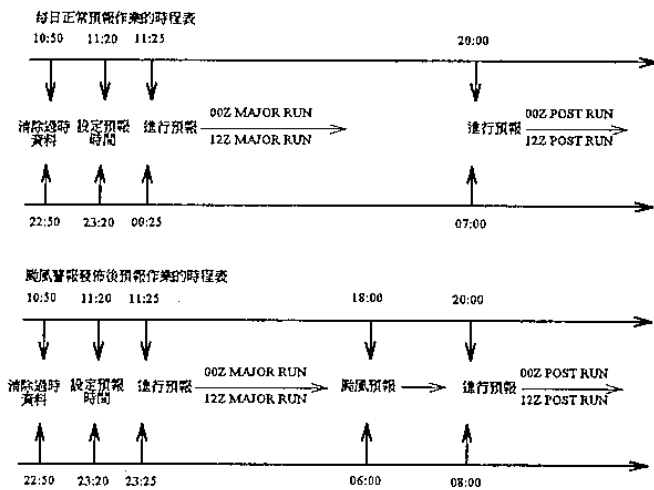 每日正常預報作業的時程表
10:50 11:20 11:25 20:00
00Z MAJOR RUN 00Z POST RUN
清除過時 設定預報 進行預報 進行預報
資料 時間
12Z MAJOR RUN 12Z POST RUN
22:50 23:20 00:25 07:00
颱風警報發佈後預報作業的時程表
10:50 11:20 11:25 18:00 20:00
00Z MAJOR RUN 00Z POST RUN
清除過時 設定預報 進行預報 颱風預報 進行預報
資料 時間
12Z MAJOR RUN 12Z POST RUN
22:50 23:20 23:25 06:00 08:00